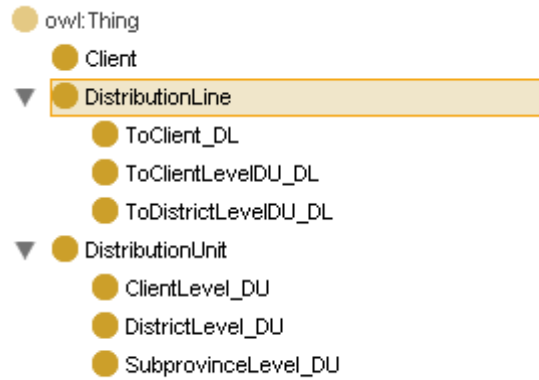 owl:Thing
Client
DistributionLine
ToClient_DL
ToClientLevelDU_DL
ToDistrictLevelDU_DL
DistributionUnit
ClientLevel_DU
DistrictLevel_DU
SubprovinceLevel_DU